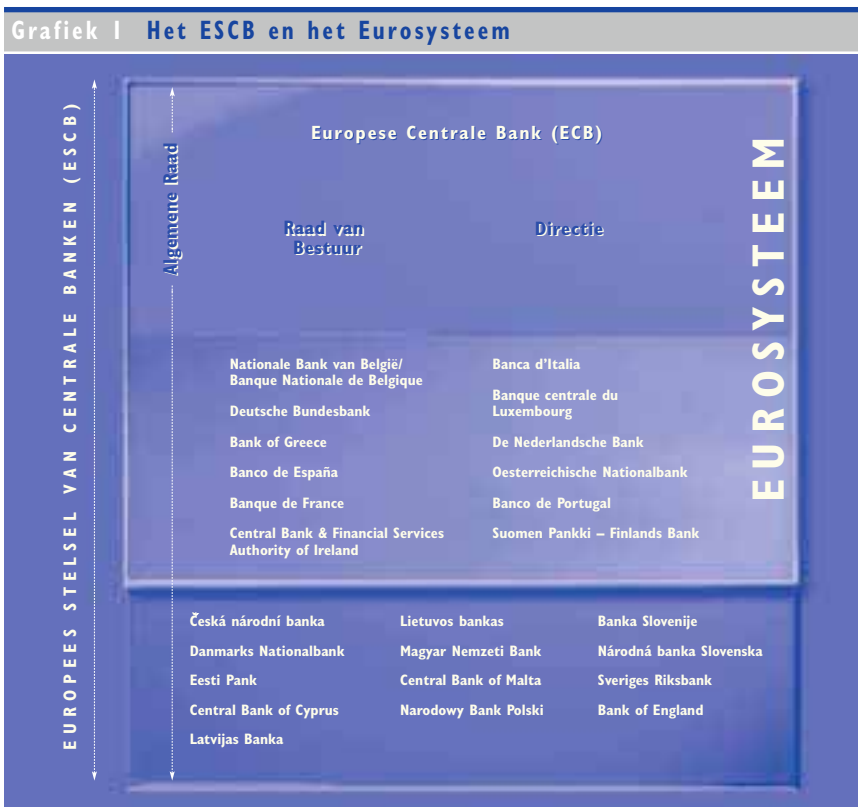 Grafiek 1 Het ESCB en het Eurosysteem
EUROPEES STELSEL VAN CENTRALE BANKEN (ESCB)
Algemene Raad
Europese Centrale Bank (ECB)
Raad van
Bestuur
Directie
EUROSYSTEEM
Nationale Bank van België/
Banque Nationale de Belgique
Deutsche Bundesbank
Bank of Greece
Banco de España
Banque de France
Central Bank & Financial Services
Authority of Ireland
Banca d'Italia
Banque centrale du
Luxembourg
De Nederlandsche Bank
Oesterreichische Nationalbank
Banco de Portugal
Suomen Pankki – Finlands Bank
Česká národní banka
Danmarks Nationalbank
Eesti Pank
Central Bank of Cyprus
Latvijas Banka
Lietuvos bankas
Magyar Nemzeti Bank
Central Bank of Malta
Narodowy Bank Polski
Banka Slovenije
Národná banka Slovenska
Sveriges Riksbank
Bank of England